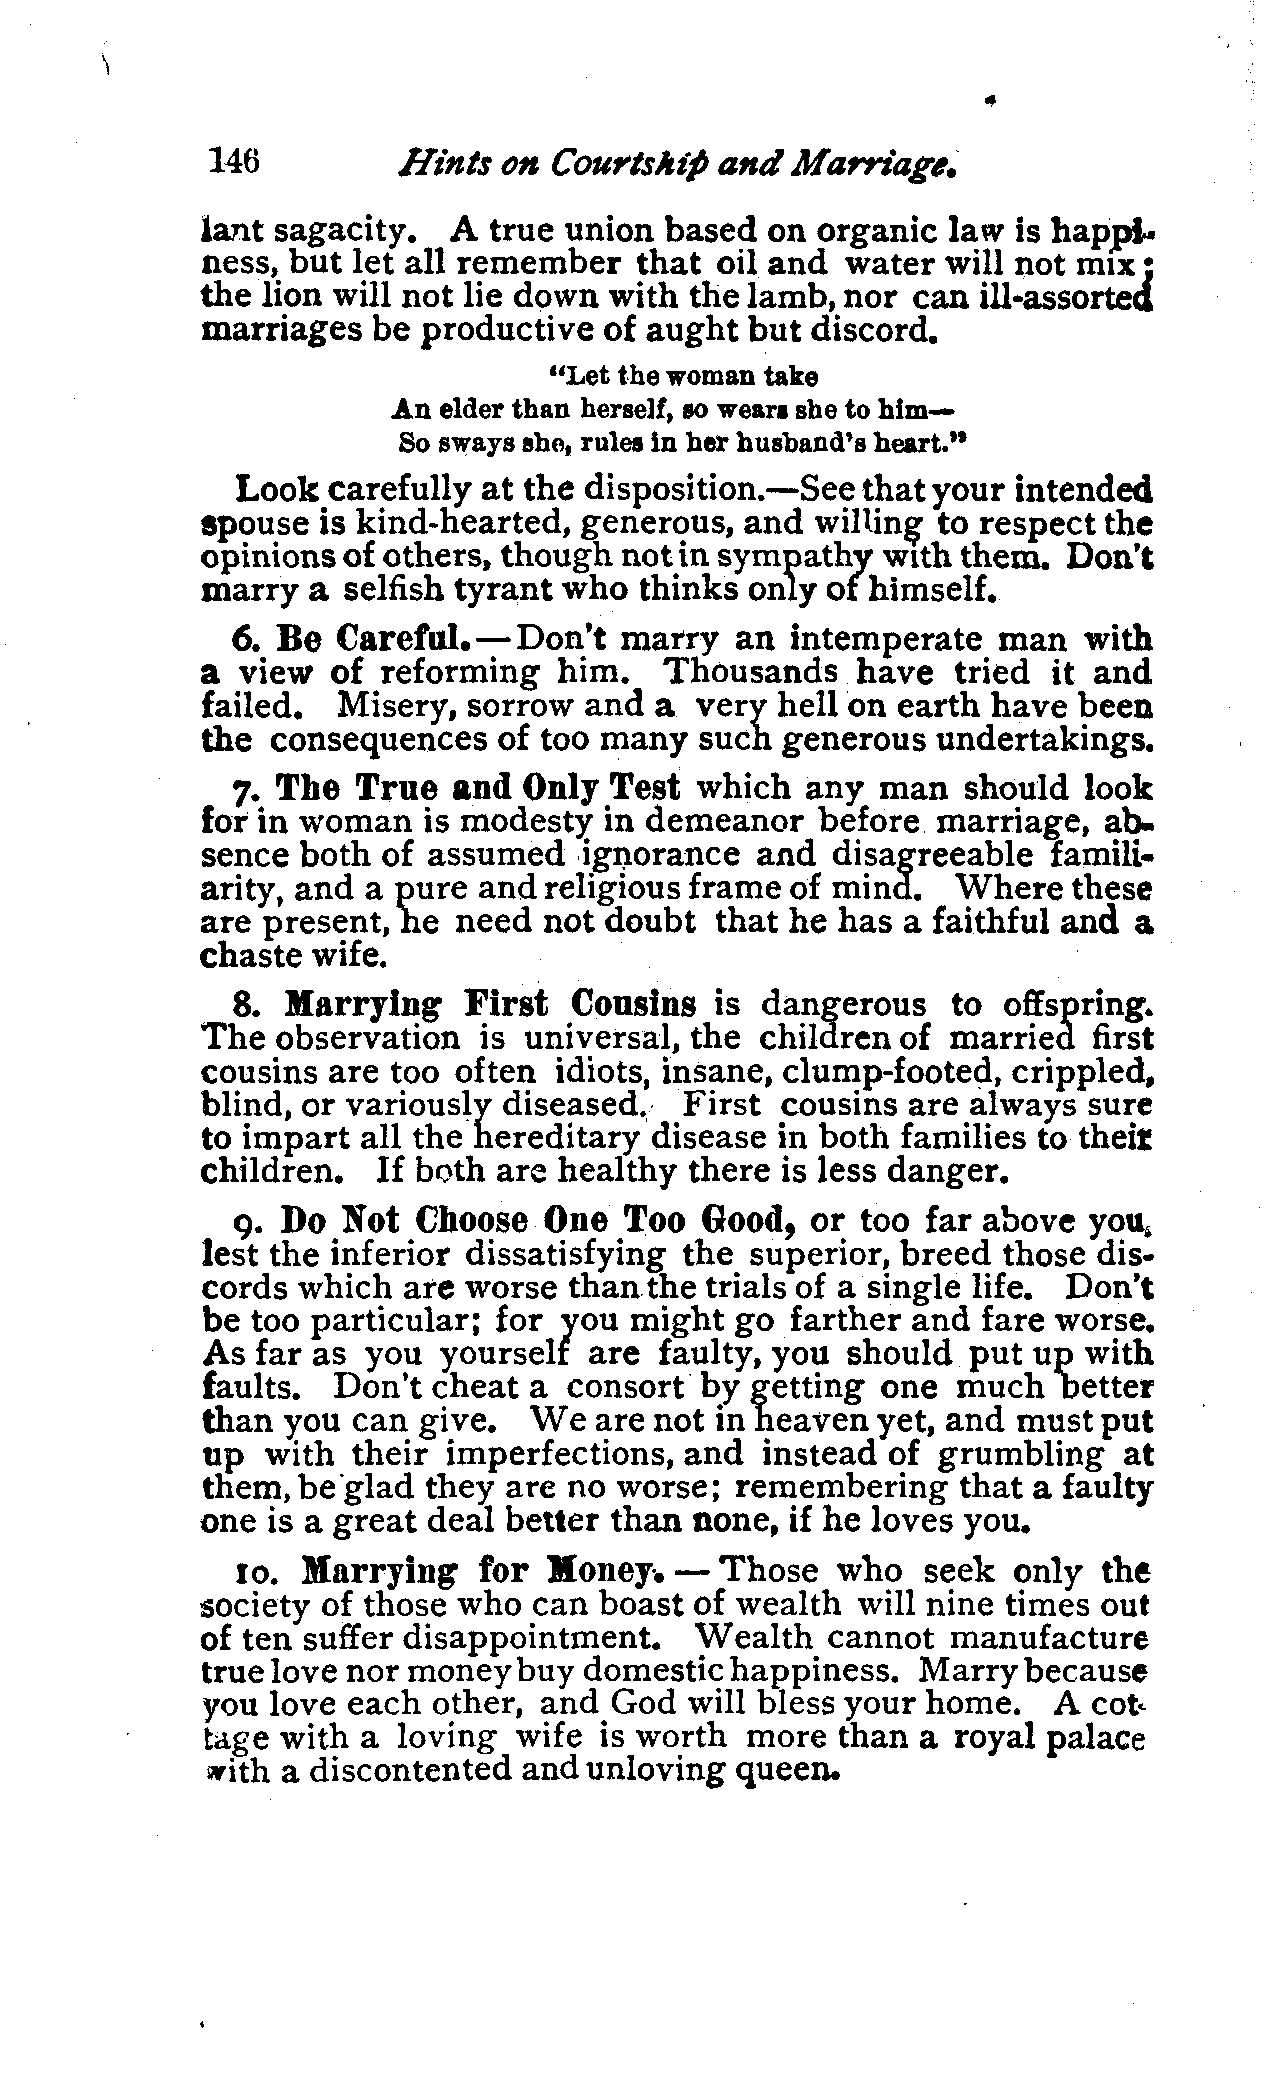 146 Hints on Courtship and Marriage.
lant sagacity. A true union based on organic law is happi-
ness, but let all remember that oil and water will not mix;
the lion will not lie down with the lamb, nor can ill-assorted
marriages be productive of aught but discord.
"Let the woman take
An elder than herself, so wears she to him—
So sways she, rules in her husband's heart."
Look carefully at the disposition.—See that your intended
spouse is kind-hearted, generous, and willing to respect the
opinions of others, though not in sympathy with them. Don't
marry a selfish tyrant who thinks only of himself.
6. Be Careful.—Don't marry an intemperate man with
a view of reforming him. Thousands have tried it and
failed. Misery, sorrow and a very hell on earth have been
the consequences of too many such generous undertakings.
7. The True and Only Test which any man should look
for in woman is modesty in demeanor before marriage, ab-
sence both of assumed ignorance and disagreeable famili-
arity, and a pure and religious frame of mind. Where these
are present, he need not doubt that he has a faithful and a
chaste wife.
8. Marrying First Cousins is dangerous to offspring.
The observation is universal, the children of married first
cousins are too often idiots, insane, clump-footed, crippled,
blind, or variously diseased. First cousins are always sure
to impart all the hereditary disease in both families to their
children. If both are healthy there is less danger.
9. Do Not Choose One Too Good, or too far above you,
lest the inferior dissatisfying the superior, breed those dis-
cords which are worse than the trials of a single life. Don't
be too particular; for you might go farther and fare worse.
As far as you yourself are faulty, you should put up with
faults. Don't cheat a consort by getting one much better
than you can give. We are not in heaven yet, and must put
up with their imperfections, and instead of grumbling at
them, be glad they are no worse; remembering that a faulty
one is a great deal better than none, if he loves you.
10. Marrying for Money.—Those who seek only the
society of those who can boast of wealth will nine times out
of ten suffer disappointment. Wealth cannot manufacture
true love nor money buy domestic happiness. Marry because
you love each other, and God will bless your home. A cot-
tage with a loving wife is worth more than a royal palace
with a discontented and unloving queen.